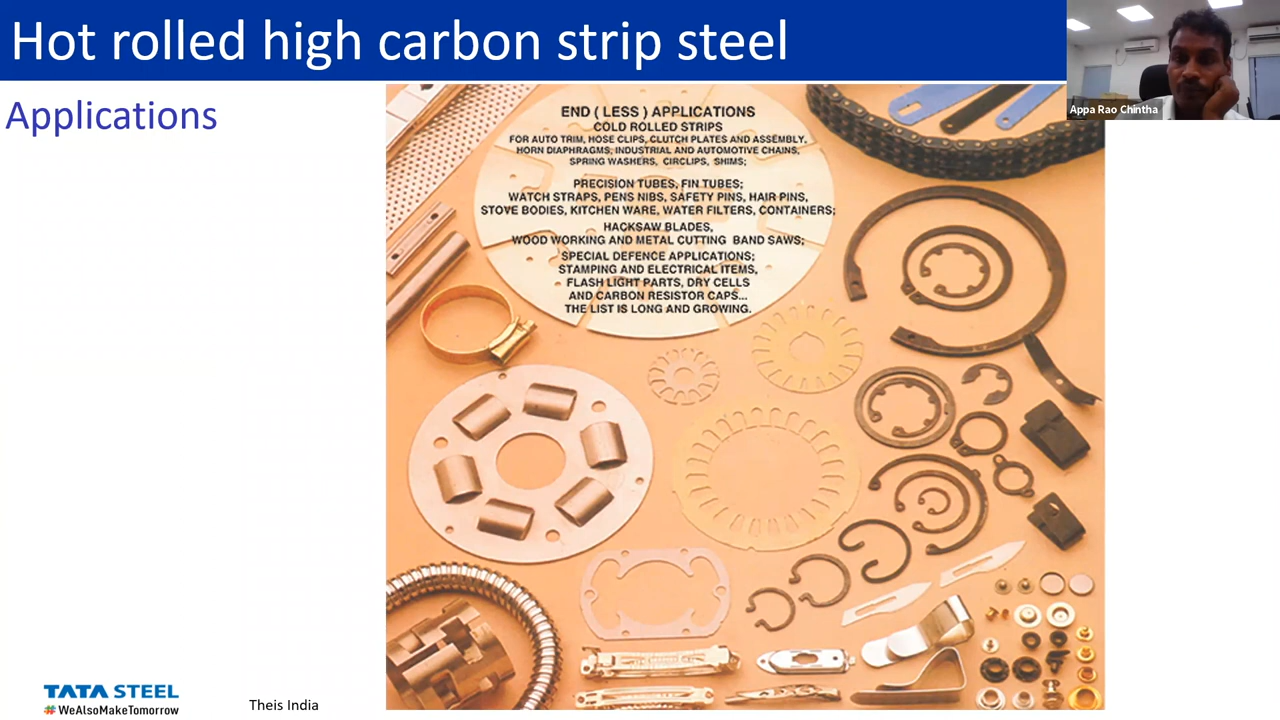 Hot rolled high carbon strip steel
Appa Rao Chintha
Applications
END ( LESS ) APPLICATIONS
COLD ROLLED STRIPS
FOR AUTO TRIM, HOSE CLIPS, CLUTCH PLATES AND ASSEMBLY,
HORN DIAPHRAGMS, INDUSTRIAL AND AUTOMOTIVE CHAINS,
SPRING WASHERS, CIRCLIPS, SHIMS;
PRECISION TUBES, FIN TUBES;
WATCH STRAPS, PENS NIBS, SAFETY PINS, HAIR PINS,
STOVE BODIES, KITCHEN WARE, WATER FILTERS, CONTAINERS;
HACKSAW BLADES,
WOOD WORKING AND METAL CUTTING BAND SAWS;
SPECIAL DEFENCE APPLICATIONS;
STAMPING AND ELECTRICAL ITEMS,
FLASH LIGHT PARTS, DRY CELLS
AND CARBON RESISTOR CAPS...
THE LIST IS LONG AND GROWING.
TATA STEEL
#WeAlsoMakeTomorrow
Theis India